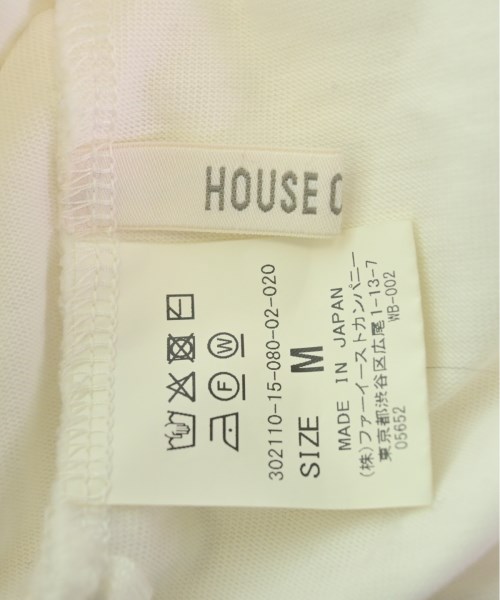 HOUSE O
F
W
302110-15-080-02-020
SIZE M
MADE IN JAPAN
(株)ファーイーストカンパニー
東京都渋谷区広尾1-13-7
05652 WB-002